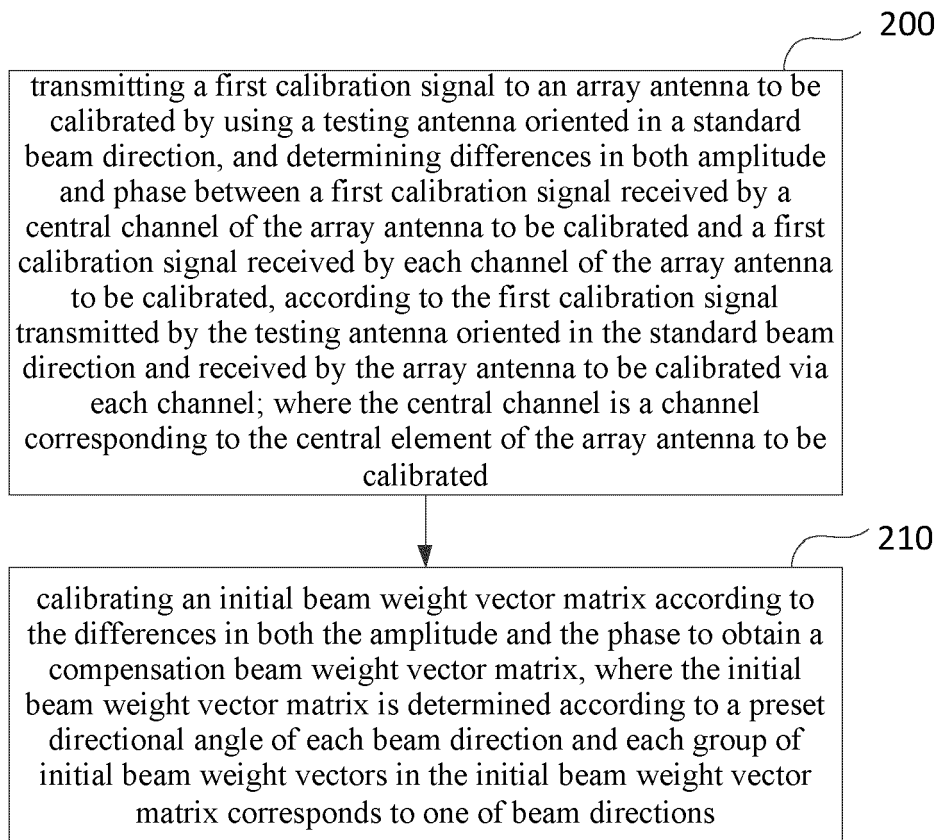 200
transmitting a first calibration signal to an array antenna to be
calibrated by using a testing antenna oriented in a standard
beam direction, and determining differences in both amplitude
and phase between a first calibration signal received by a
central channel of the array antenna to be calibrated and a first
calibration signal received by each channel of the array antenna
to be calibrated, according to the first calibration signal
transmitted by the testing antenna oriented in the standard beam
direction and received by the array antenna to be calibrated via
each channel; where the central channel is a channel
corresponding to the central element of the array antenna to be
calibrated
210
calibrating an initial beam weight vector matrix according to
the differences in both the amplitude and the phase to obtain a
compensation beam weight vector matrix, where the initial
beam weight vector matrix is determined according to a preset
directional angle of each beam direction and each group of
initial beam weight vectors in the initial beam weight vector
matrix corresponds to one of beam directions